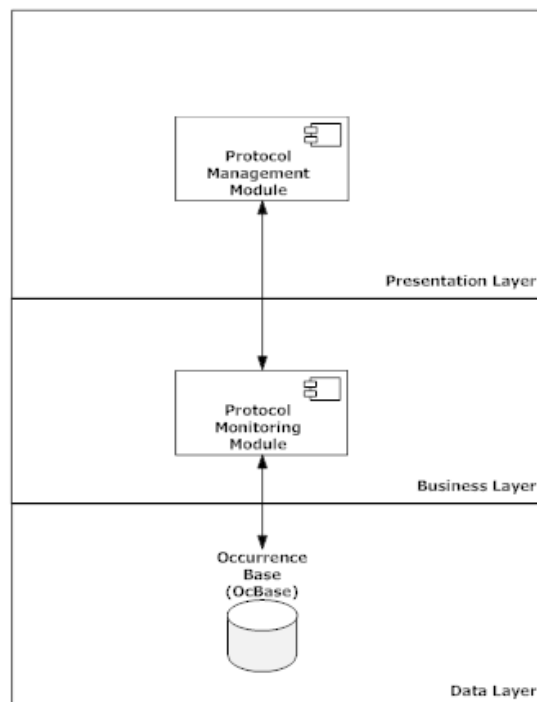 Protocol
Management
Module
Presentation Layer
Protocol
Monitoring
Module
Business Layer
Occurrence
Base
(OcBase)
Data Layer